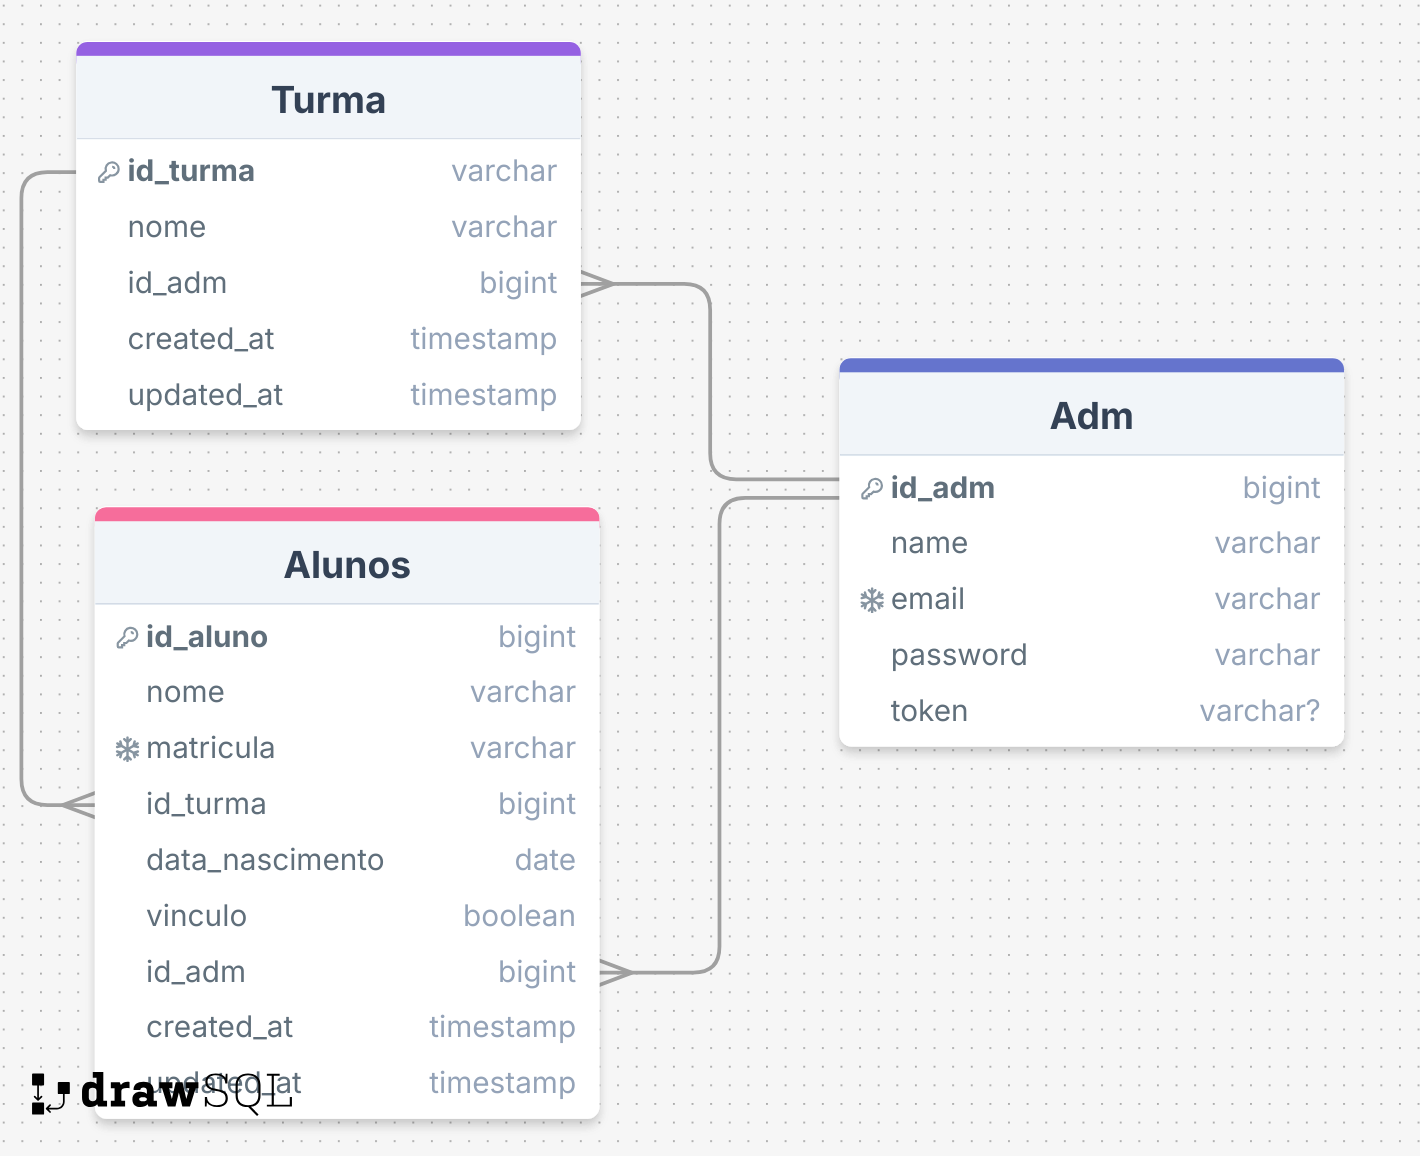 Turma
id_turma varchar
nome varchar
id_adm bigint
created_at timestamp
updated_at timestamp
Adm
id_adm bigint
name varchar
email varchar
password varchar
token varchar?
Alunos
id_aluno bigint
nome varchar
matricula varchar
id_turma bigint
data_nascimento date
vinculo boolean
id_adm bigint
created_at timestamp
updated_at timestamp
drawSQL